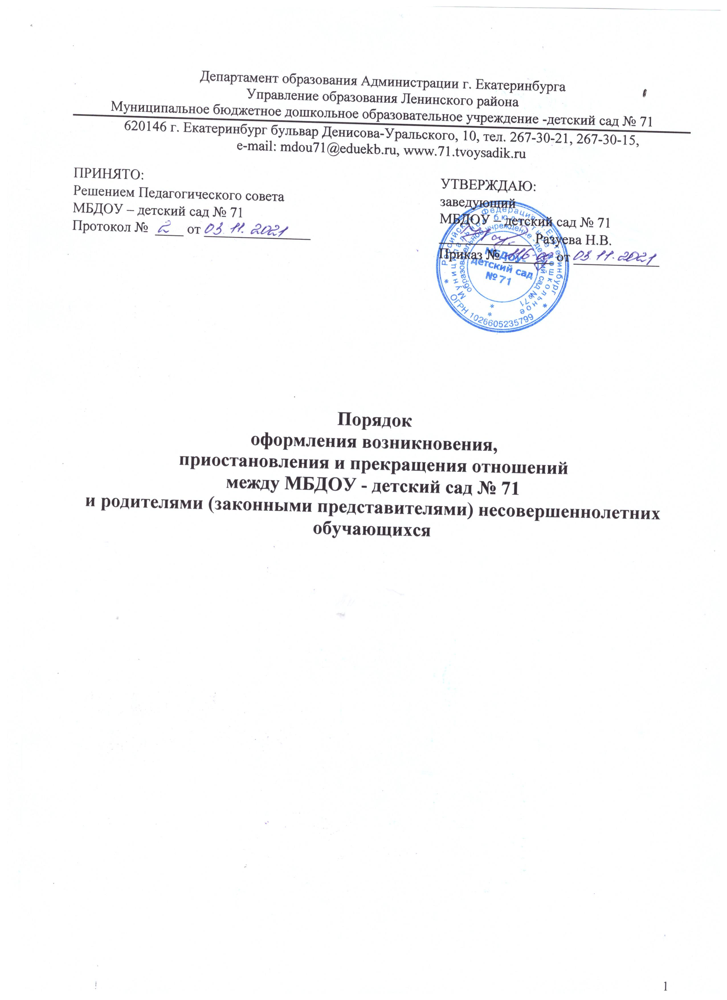 Департамент образования Администрации г. Екатеринбурга
Управление образования Ленинского района
Муниципальное бюджетное дошкольное образовательное учреждение -детский сад № 71
620146 г. Екатеринбург бульвар Денисова-Уральского, 10, тел. 267-30-21, 267-30-15,
e-mail: mdou71@eduekb.ru, www.71.tvoysadik.ru
ПРИНЯТО:
Решением Педагогического совета
МБДОУ – детский сад № 71
Протокол № 2 от 03.11.2021
УТВЕРЖДАЮ:
заведующий
МБДОУ – детский сад № 71
Разуева Н.В.
Приказ № 116 от 03.11.2021
Российская Федерация г. Екатеринбург
Муниципальное бюджетное дошкольное
образовательное учреждение - детский сад № 71
ОГРН 1026605235799
МБДОУ-
детский сад
№ 71
Порядок
оформления возникновения,
приостановления и прекращения отношений
между МБДОУ - детский сад № 71
и родителями (законными представителями) несовершеннолетних
обучающихся
1